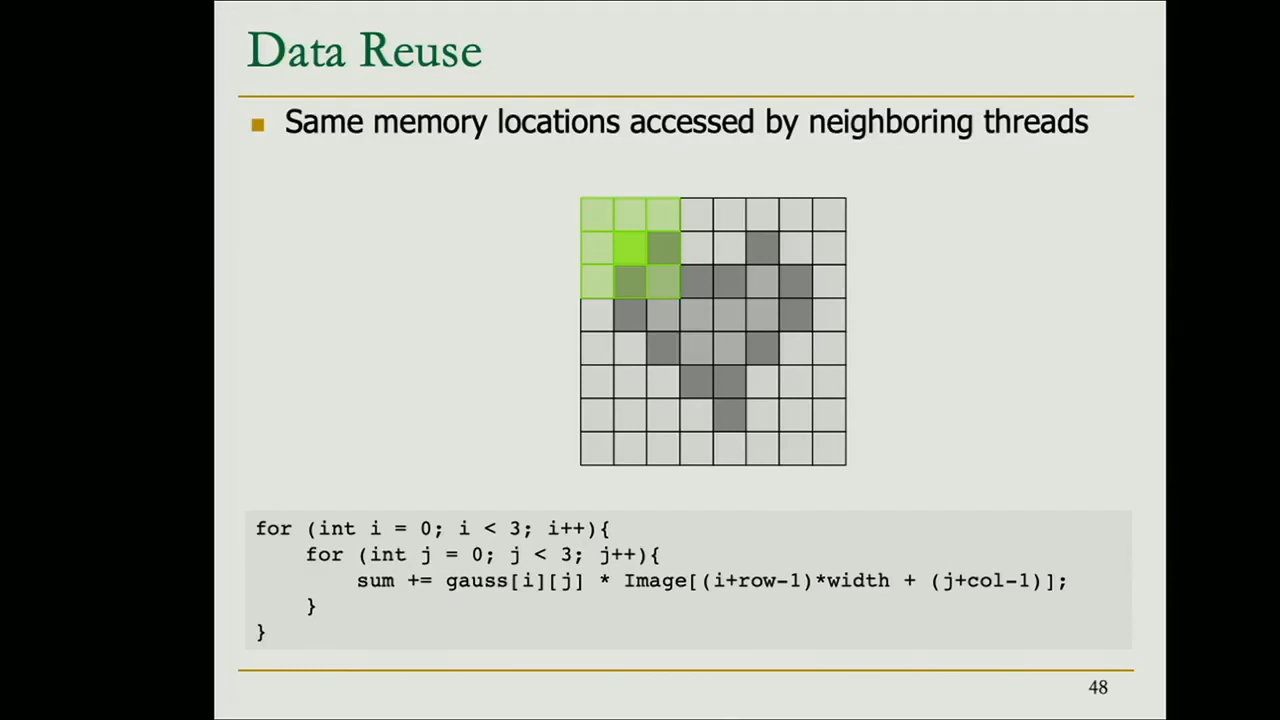 Data Reuse
Same memory locations accessed by neighboring threads
for (int i = 0; i < 3; i++){
    for (int j = 0; j < 3; j++){
        sum += gauss[i][j] * Image[(i+row-1)*width + (j+col-1)];
    }
}
48